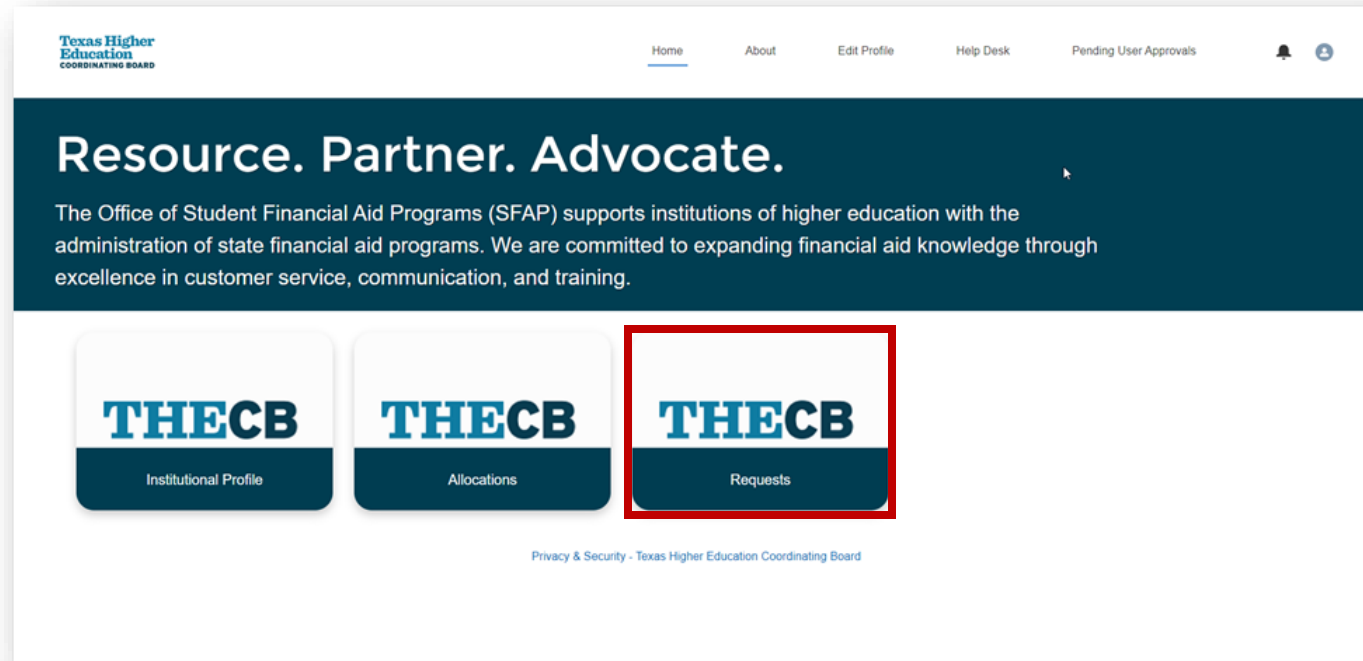 Texas Higher
Education
COORDINATING BOARD
Home About Edit Profile Help Desk Pending User Approvals
Resource. Partner. Advocate.
The Office of Student Financial Aid Programs (SFAP) supports institutions of higher education with the
administration of state financial aid programs. We are committed to expanding financial aid knowledge through
excellence in customer service, communication, and training.
THECB THECB THECB
Institutional Profile Allocations Requests
Privacy & Security - Texas Higher Education Coordinating Board